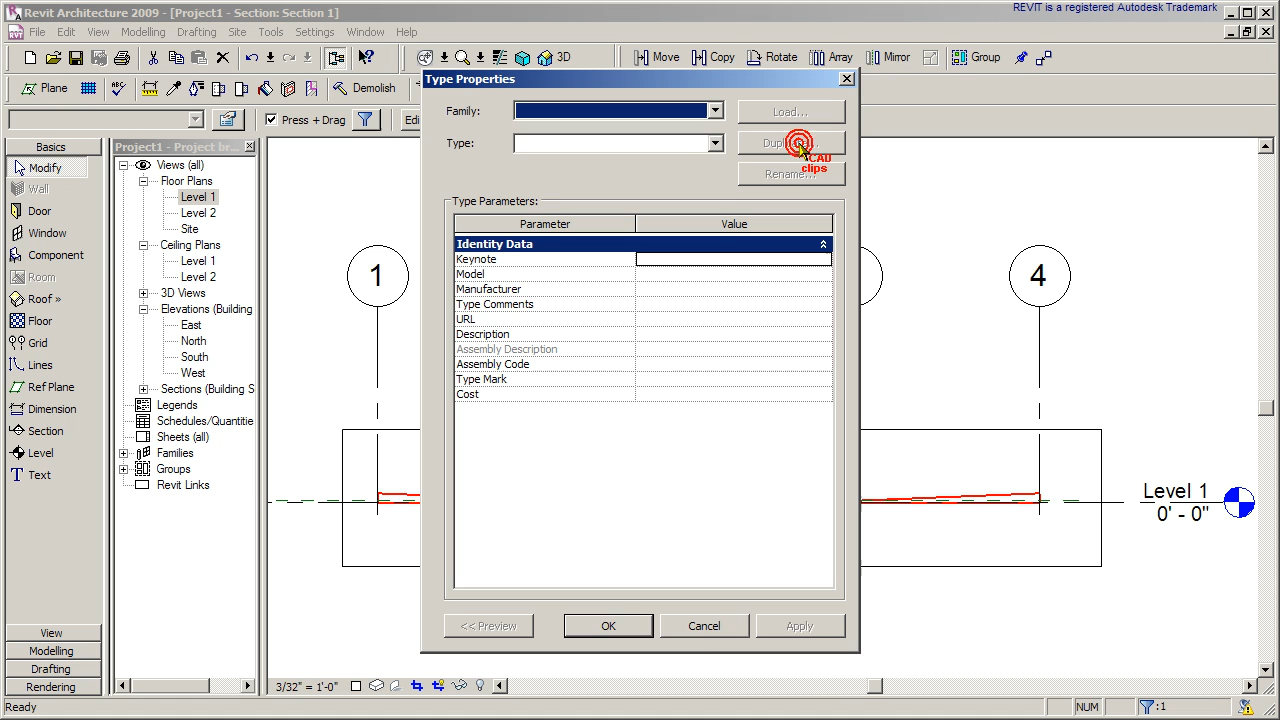 Revit Architecture 2009 - [Project1 - Section: Section 1]
REVIT is a registered Autodesk Trademark
File Edit View Modelling Drafting Site Tools Settings Window Help
3D Move Copy Rotate Array Mirror Group
Plane Demolish
Press + Drag Edi
Type Properties
Family: Load...
Type:
Rename...
CAD
clips
Basics
Modify
Wall
Door
Window
Component
Room
Roof »
Floor
Grid
Lines
Ref Plane
Dimension
Section
Level
Text
View
Modelling
Drafting
Rendering
Project1 - Project br...
Views (all)
Floor Plans
Level 1
Level 2
Site
Ceiling Plans
Level 1
Level 2
3D Views
Elevations (Building
East
North
South
West
Sections (Building S
Legends
Schedules/Quantitie
Sheets (all)
Families
Groups
Revit Links
Type Parameters:
Parameter Value
Identity Data
Keynote
Model
Manufacturer
Type Comments
URL
Description
Assembly Description
Assembly Code
Type Mark
Cost
<< Preview OK Cancel Apply
1
4
Level 1
0' - 0"
3/32" = 1'-0"
Ready
NUM
:1